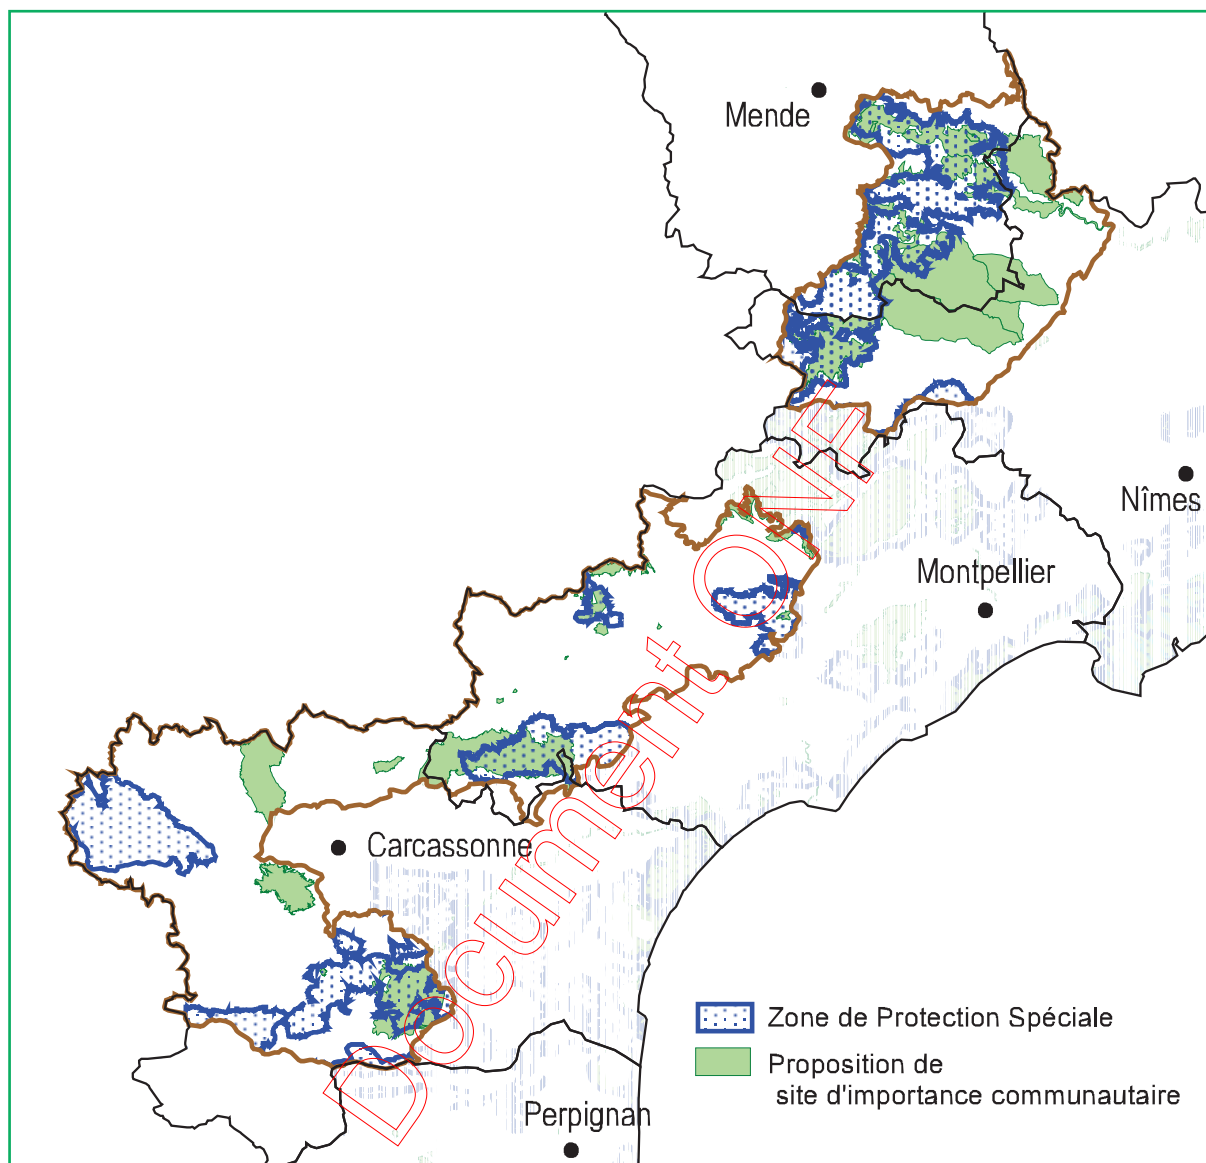 Mende
Nîmes
Montpellier
Carcassonne
Perpignan
Document ONF
Zone de Protection Spéciale
Proposition de
site d'importance communautaire